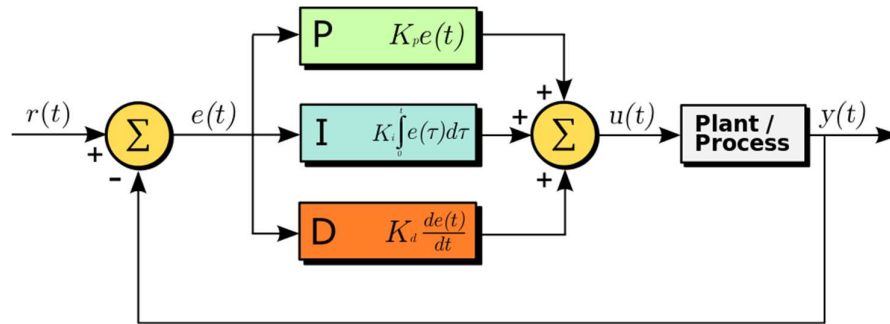 P K_p e(t)
r(t)
+
-
Σ
e(t)
I K_i ∫_0^t e(τ)dτ
+
+
+
Σ
u(t)
Plant /
Process
y(t)
D K_d de(t)/dt